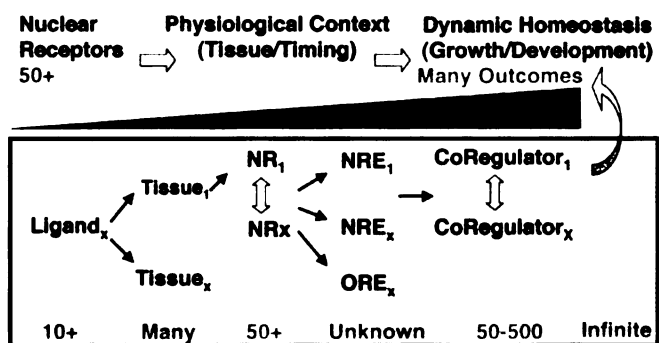 Nuclear Physiological Context Dynamic Homeostasis
Receptors (Tissue/Timing) (Growth/Development)
50+ Many Outcomes
NR₁ NRE₁ CoRegulator₁
Tissue₁
Ligandₓ NRx NREₓ CoRegulatorₓ
Tissueₓ OREₓ
10+ Many 50+ Unknown 50-500 Infinite